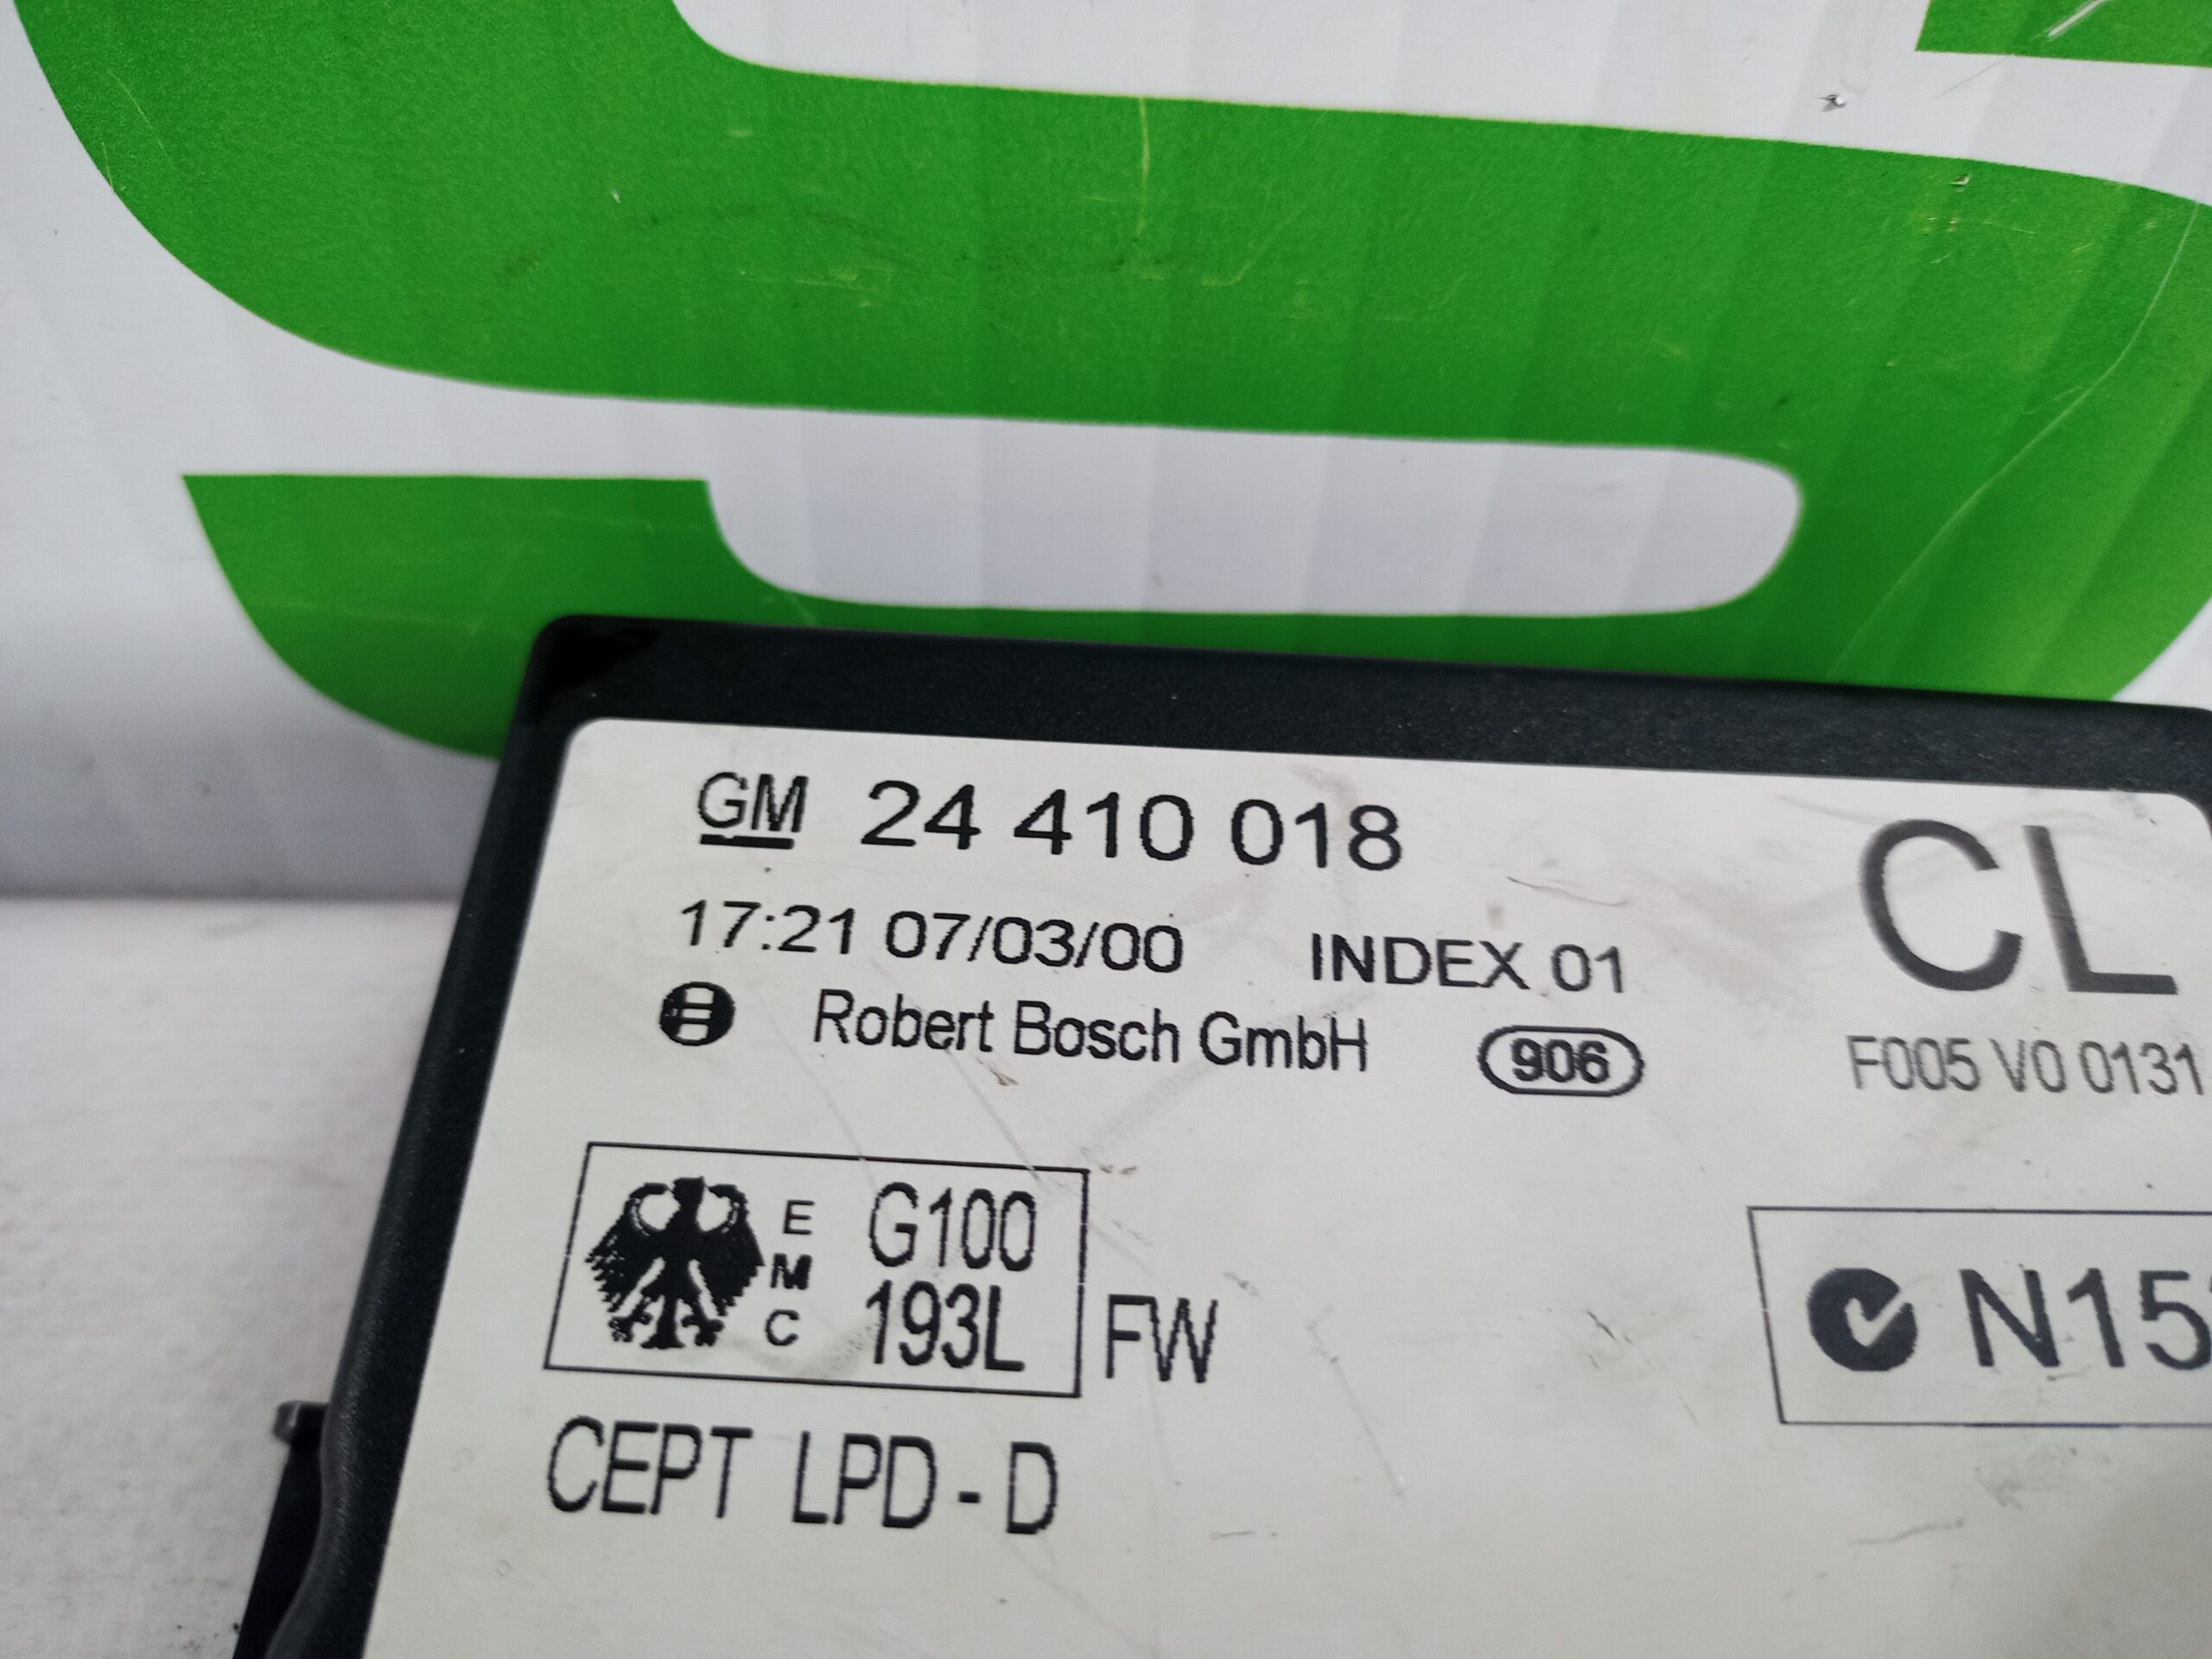 GM 24 410 018
CL
17:21 07/03/00 INDEX 01
Robert Bosch GmbH 906
F005 V0 0131
E
M
C
G100
193L
FW
N15
CEPT LPD - D